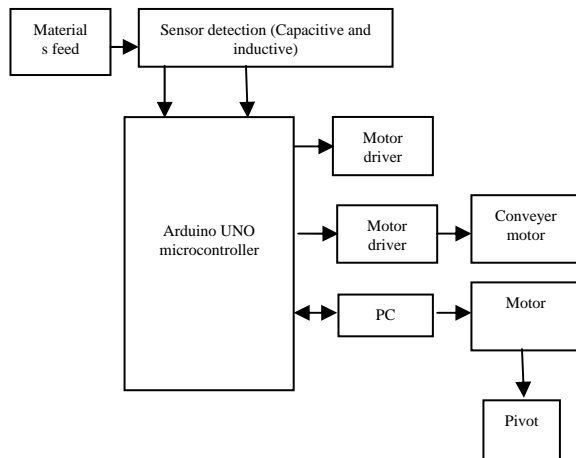 Material
s feed
Sensor detection (Capacitive and
inductive)
Motor
driver
Arduino UNO
microcontroller
Motor
driver
Conveyer
motor
PC
Motor
Pivot